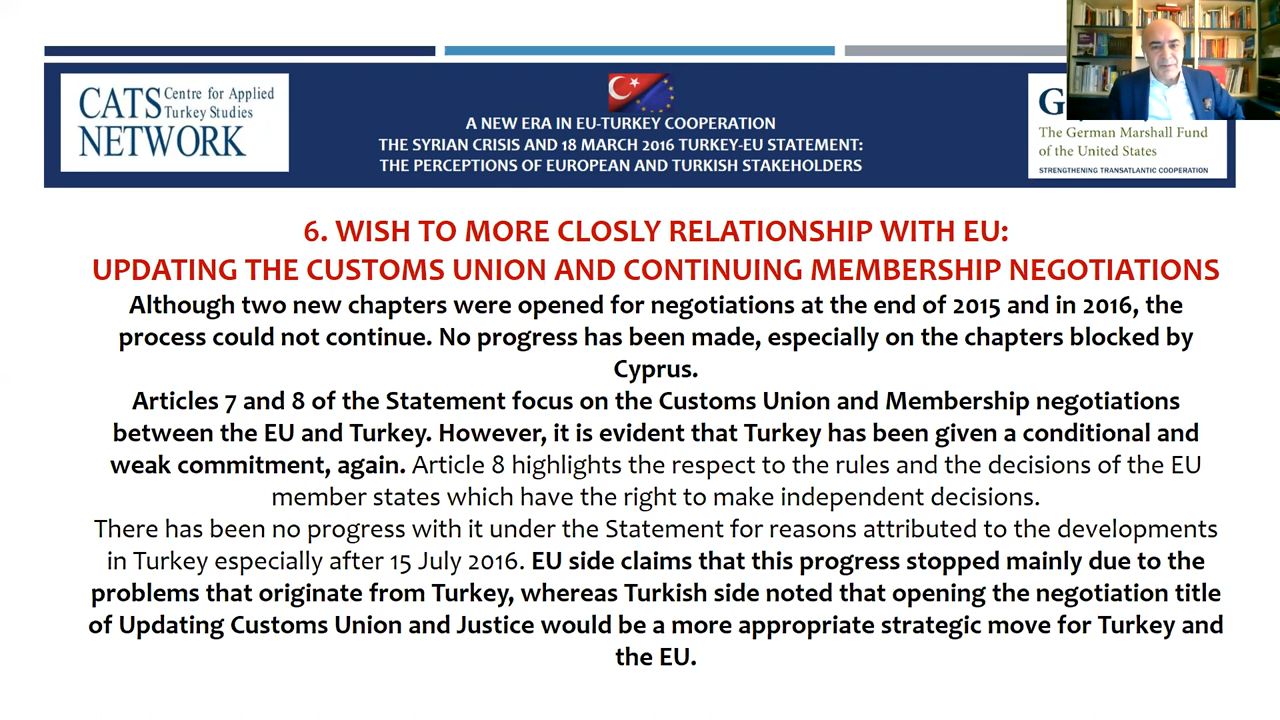 CATS Centre for Applied
Turkey Studies
NETWORK
A NEW ERA IN EU-TURKEY COOPERATION
THE SYRIAN CRISIS AND 18 MARCH 2016 TURKEY-EU STATEMENT:
THE PERCEPTIONS OF EUROPEAN AND TURKISH STAKEHOLDERS
G
The German Marshall Fund
of the United States
STRENGTHENING TRANSATLANTIC COOPERATION
6. WISH TO MORE CLOSLY RELATIONSHIP WITH EU:
UPDATING THE CUSTOMS UNION AND CONTINUING MEMBERSHIP NEGOTIATIONS
Although two new chapters were opened for negotiations at the end of 2015 and in 2016, the
process could not continue. No progress has been made, especially on the chapters blocked by
Cyprus.
Articles 7 and 8 of the Statement focus on the Customs Union and Membership negotiations
between the EU and Turkey. However, it is evident that Turkey has been given a conditional and
weak commitment, again. Article 8 highlights the respect to the rules and the decisions of the EU
member states which have the right to make independent decisions.
There has been no progress with it under the Statement for reasons attributed to the developments
in Turkey especially after 15 July 2016. EU side claims that this progress stopped mainly due to the
problems that originate from Turkey, whereas Turkish side noted that opening the negotiation title
of Updating Customs Union and Justice would be a more appropriate strategic move for Turkey and
the EU.